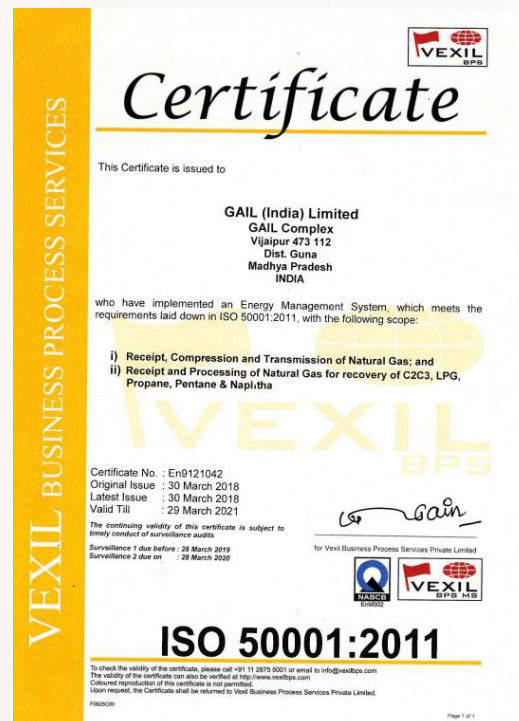 VEXIL
BPS
Certificate
VEXIL BUSINESS PROCESS SERVICES
This Certificate is issued to
GAIL (India) Limited
GAIL Complex
Vijaipur 473 112
Dist. Guna
Madhya Pradesh
INDIA
who have implemented an Energy Management System, which meets the
requirements laid down in ISO 50001:2011, with the following scope:
i) Receipt, Compression and Transmission of Natural Gas; and
ii) Receipt and Processing of Natural Gas for recovery of C2C3, LPG,
Propane, Pentane & Naphtha
VEXIL
BPS
Certificate No. : En9121042
Original Issue : 30 March 2018
Latest Issue : 30 March 2018
Valid Till : 29 March 2021
The continuing validity of this certificate is subject to
timely conduct of surveillance audits
Surveillance 1 due before : 28 March 2019
Surveillance 2 due on : 28 March 2020
for Vexil Business Process Services Private Limited
NABCB
EnM002
VEXIL
BPS MS
ISO 50001:2011
To check the validity of the certificate, please call +91 11 2875 5001 or email to info@vexilbps.com
The validity of the certificate can also be verified at http://www.vexilbps.com
Coloured reproduction of this certificate is not permitted.
Upon request, the Certificate shall be returned to Vexil Business Process Services Private Limited.
Page 1 of 1